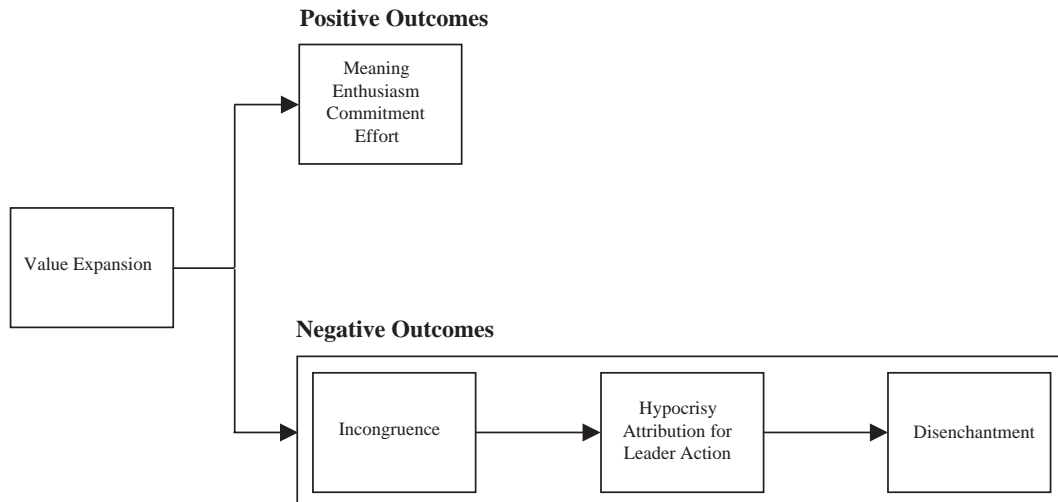 Positive Outcomes
Meaning
Enthusiasm
Commitment
Effort
Value Expansion
Negative Outcomes
Incongruence
Hypocrisy
Attribution for
Leader Action
Disenchantment